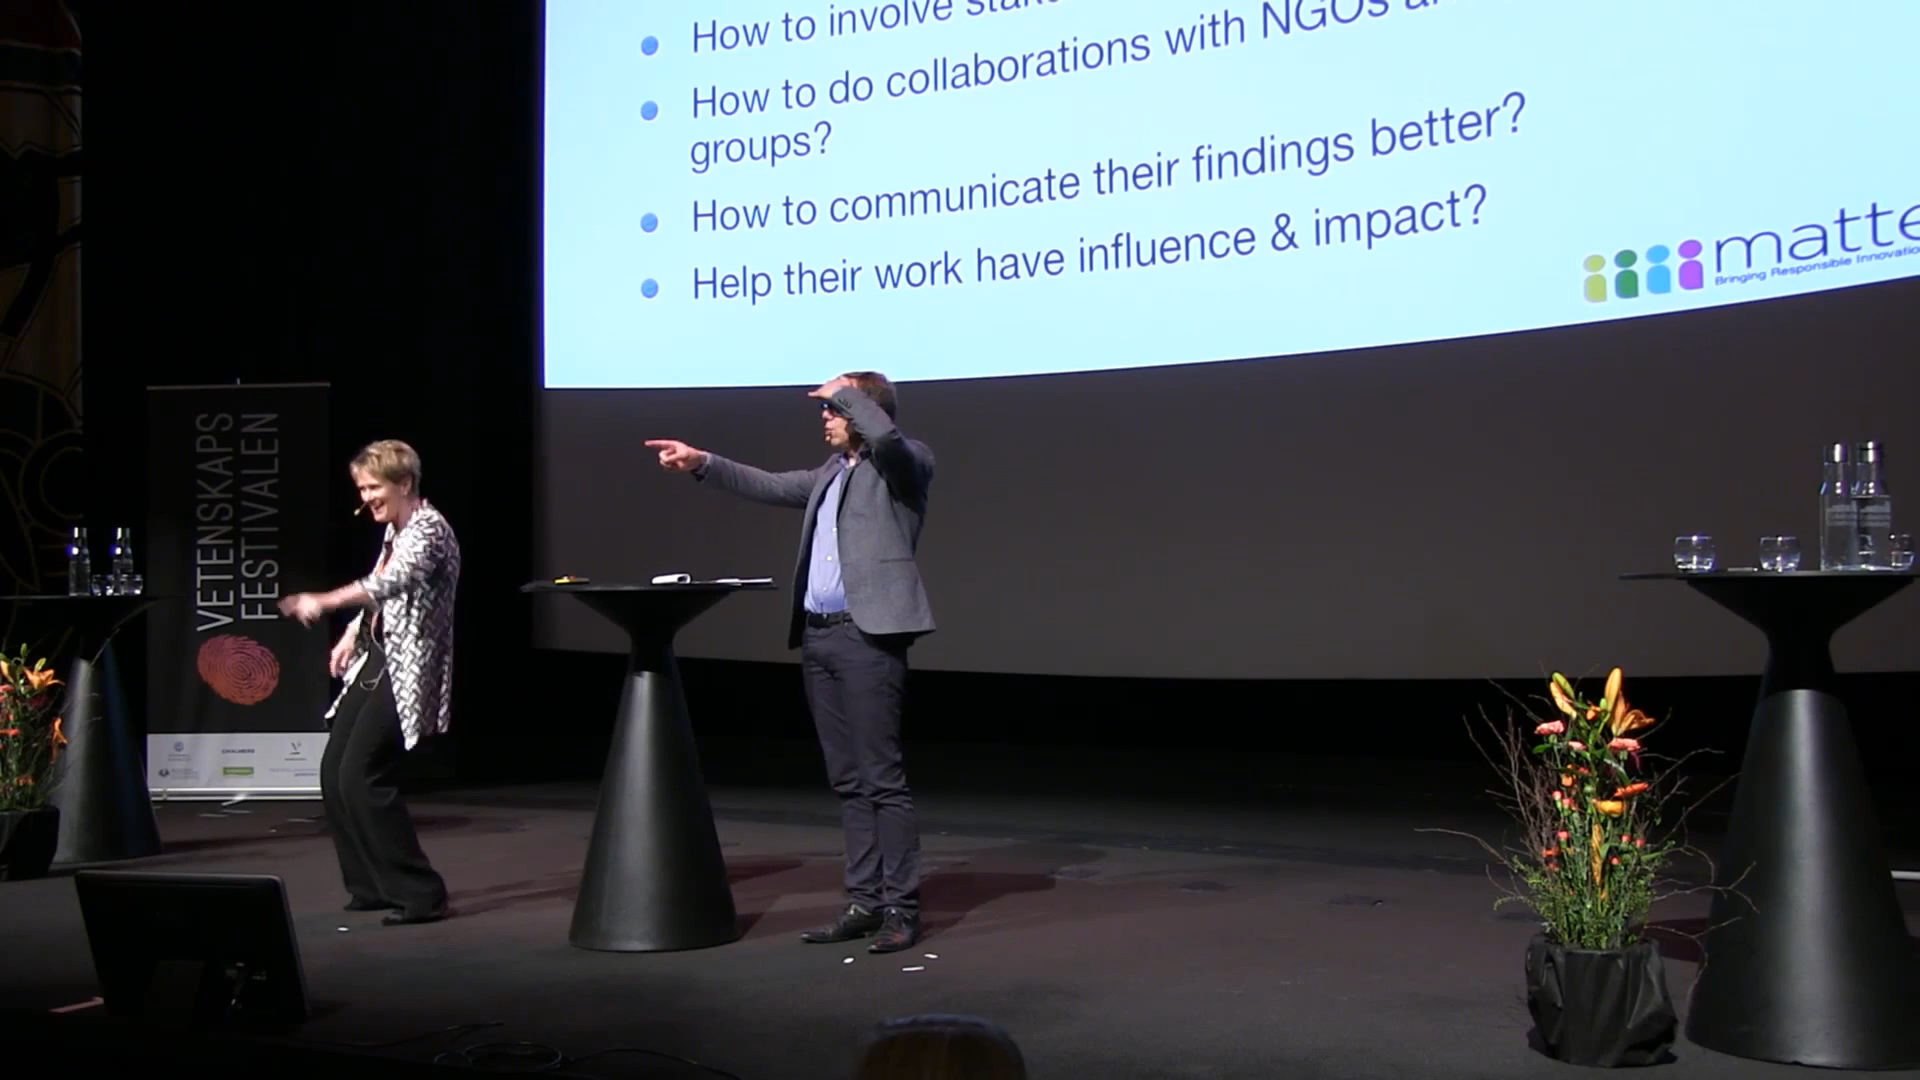 How to involve
How to do collaborations with NGOs
groups?
How to communicate their findings better?
Help their work have influence & impact?
matte
Bringing Responsible Innovatio
VETENSKAPS
FESTIVALEN
CHALMERS